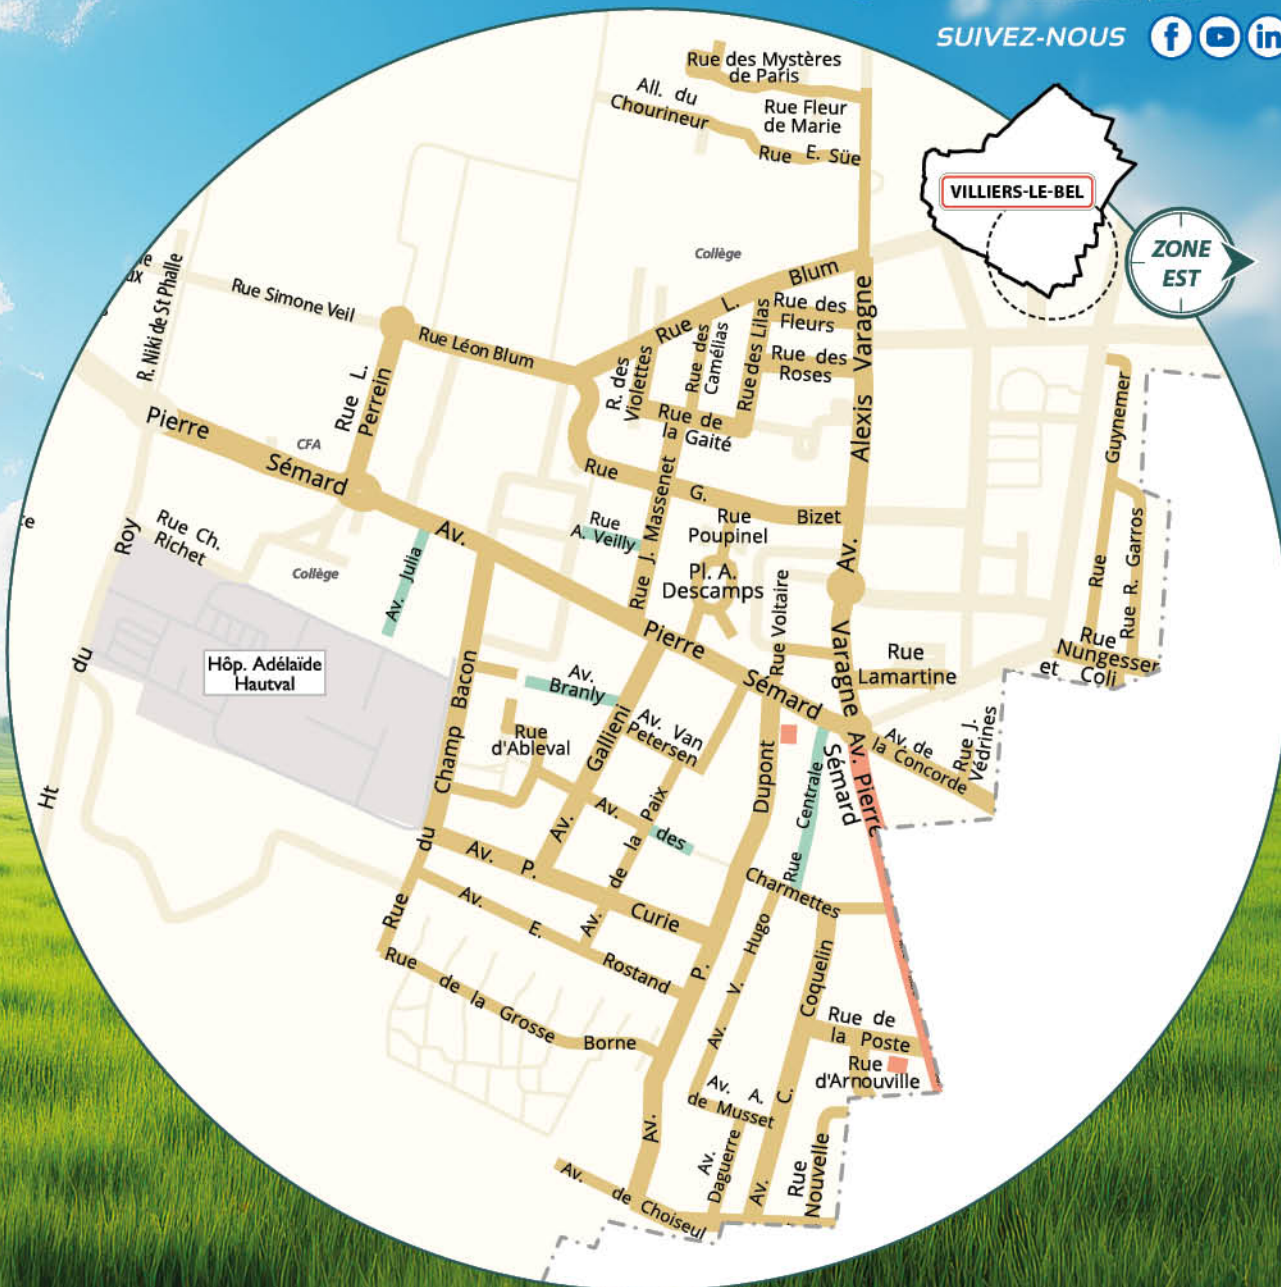 SUIVEZ-NOUS
VILLIERS-LE-BEL
ZONE
EST
Rue des Mystères
de Paris
All. du
Chourineur
Rue Fleur
de Marie
Rue E. Süe
Collège
Rue L. Blum
R. Niki de St Phalle
Rue Simone Veil
Rue Léon Blum
Rue des
Fleurs
Rue des
Roses
Rue des Lilas
Rue des
Camélias
R. des
Violettes
Rue de
la Gaité
Rue L.
Perrein
CFA
Pierre
Sémard
Av. Alexis Varagne
Guynemer
Rue
Rue R. Garros
Rue
Nungesser
et Coli
Rue G. Bizet
Rue
Poupinel
Pl. A.
Descamps
Rue J. Massenet
Rue
A. Veilly
Av.
Av. Julia
Rue Ch.
Richet
Collège
Roy
du
Ht
Hôp. Adélaïde
Hautval
Rue Voltaire
Varagne
Rue
Lamartine
Pierre
Sémard
Av. de
la Concorde
Rue J.
Védrines
Av. Pierre
Sémard
Rue Centrale
Av.
Branly
Rue
d'Ableval
Av. Gallieni
Av. Van
Petersen
Av. de la Paix
Av. des
Charmettes
Rue du Champ Bacon
Av. P. Curie
Av. E. Rostand
Rue de la Grosse Borne
Av. P. Dupont
Av. V. Hugo
Av. C. Coquelin
Rue de
la Poste
Rue
d'Arnouville
Av. A.
de Musset
Av.
Daguerre
Rue
Nouvelle
Av. de Choiseul